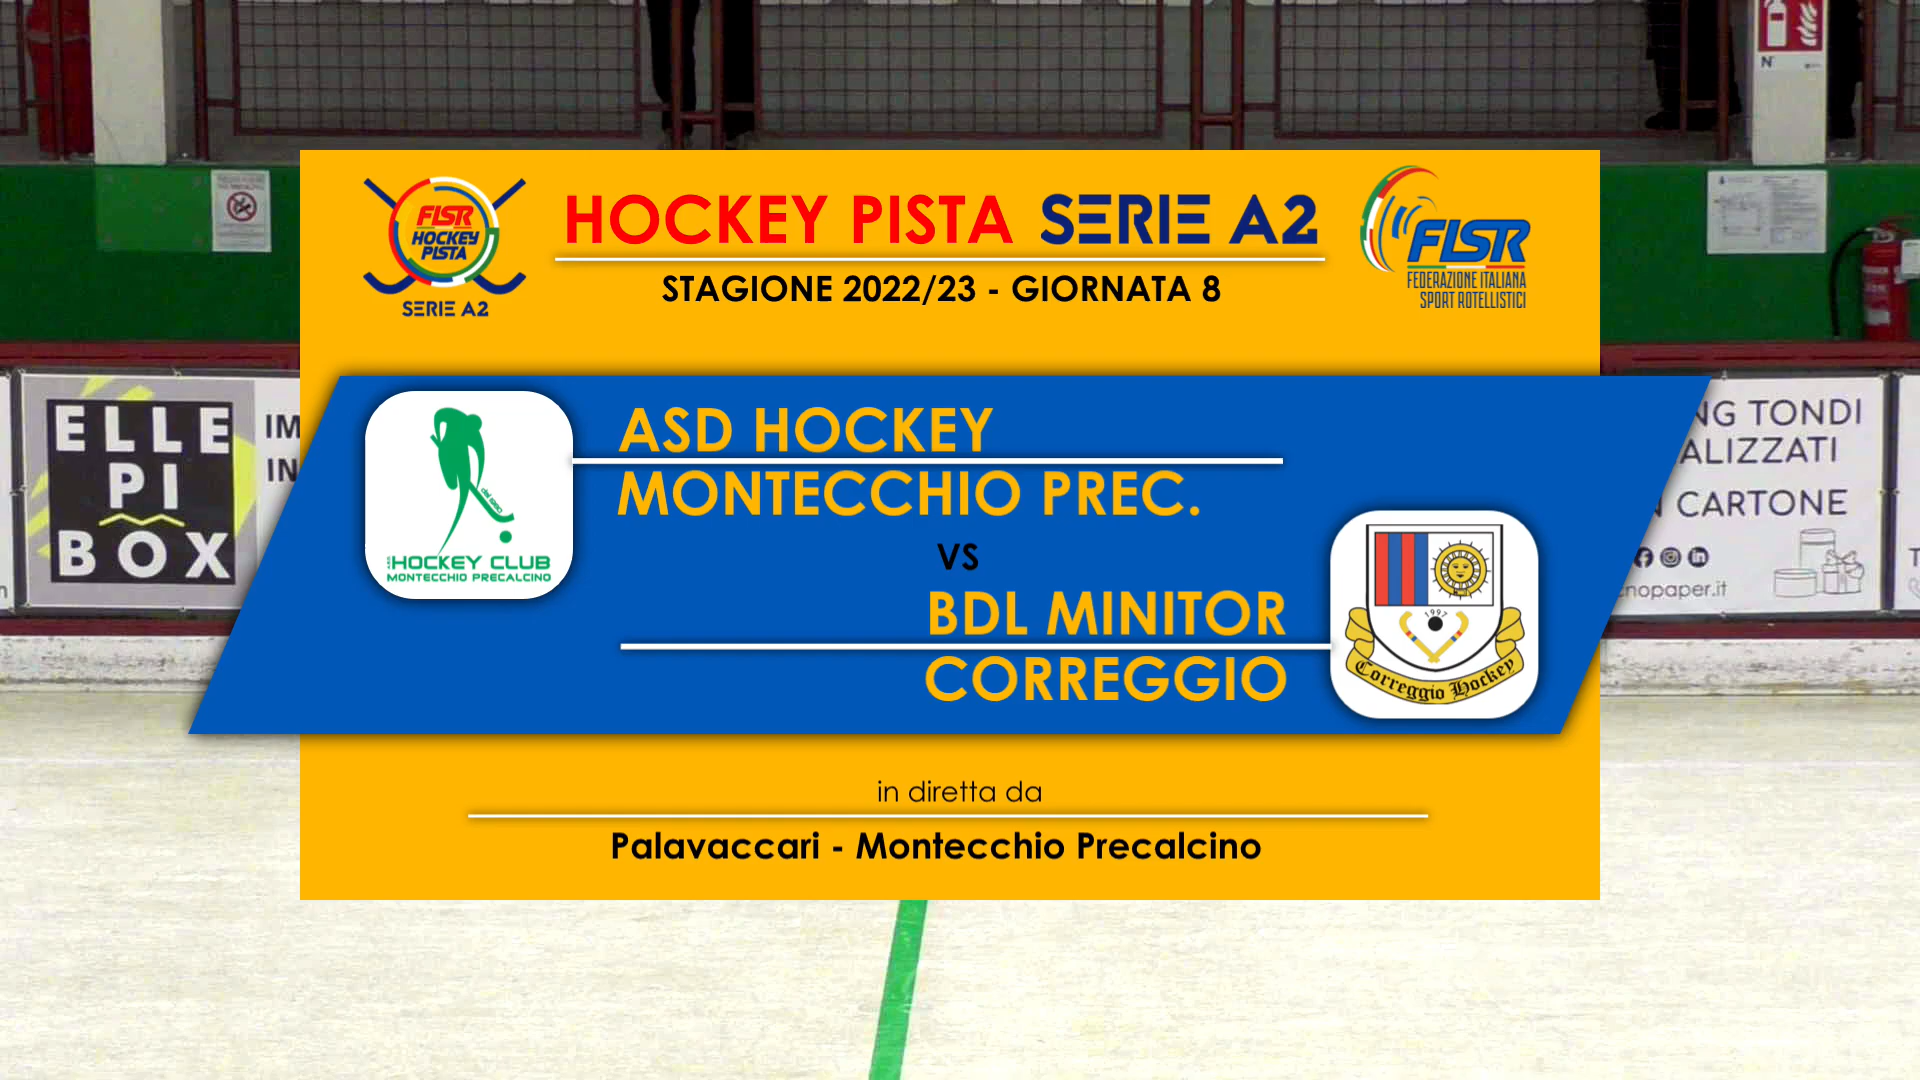 N°
FISR
HOCKEY
PISTA
SERIE A2
HOCKEY PISTA SERIE A2
STAGIONE 2022/23 - GIORNATA 8
FISR
FEDERAZIONE ITALIANA
SPORT ROTELLISTICI
ELLE
PI
BOX
IM
IN
HOCKEY CLUB
MONTECCHIO PRECALCINO
ASD HOCKEY
MONTECCHIO PREC.
VS
BDL MINITOR
CORREGGIO
1997
Correggio Hockey
NG TONDI
ALIZZATI
N CARTONE
nopaper.it
in diretta da
Palavaccari - Montecchio Precalcino